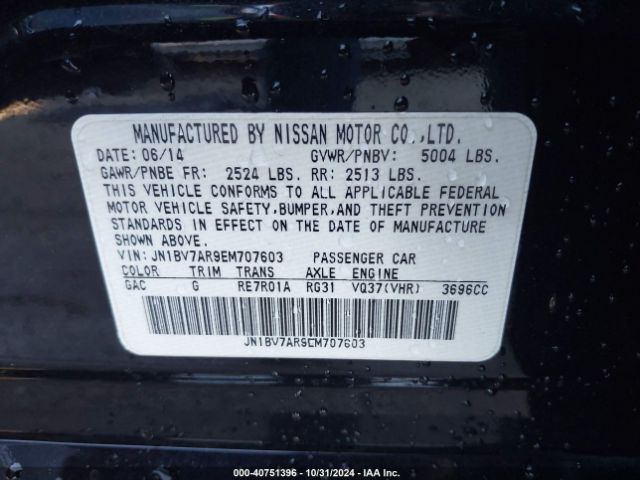 MANUFACTURED BY NISSAN MOTOR CO.,LTD.
DATE: 06/14 GVWR/PNBV: 5004 LBS.
GAWR/PNBE FR: 2524 LBS. RR: 2513 LBS.
THIS VEHICLE CONFORMS TO ALL APPLICABLE FEDERAL
MOTOR VEHICLE SAFETY,BUMPER,AND THEFT PREVENTION
STANDARDS IN EFFECT ON THE DATE OF MANUFACTURE
SHOWN ABOVE.
VIN: JN1BV7AR9EM707603 PASSENGER CAR
COLOR TRIM TRANS AXLE ENGINE
GAC G RE7R01A RG31 VQ37(VHR) 3696CC
JN1BV7AR9EM707603
000-40751396 - 10/31/2024 - IAA Inc.